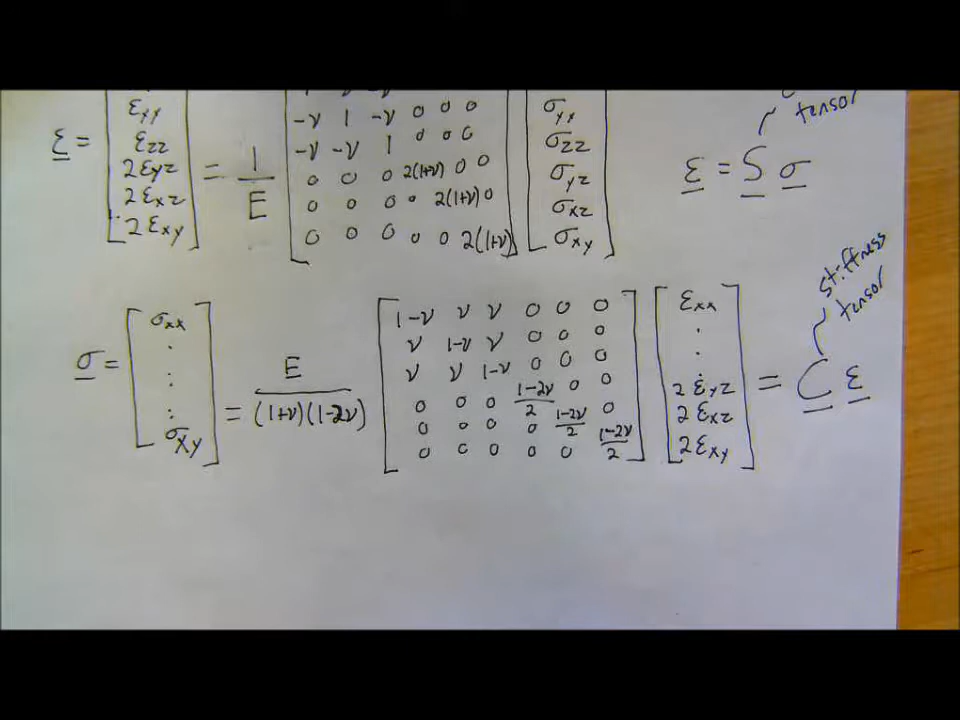 tensor
ε = [εyy εzz 2εyz 2εxz 2εxy] = 1/E [-ν 1 -ν 0 0 0; -ν -ν 1 0 0 0; 0 0 0 2(1+ν) 0 0; 0 0 0 0 2(1+ν) 0; 0 0 0 0 0 2(1+ν)] [σyy σzz σyz σxz σxy]
ε = S σ
stiffness
tensor
σ = [σxx . . . σxy] = E/((1+ν)(1-2ν)) [1-ν ν ν 0 0 0; ν 1-ν ν 0 0 0; ν ν 1-ν 0 0 0; 0 0 0 (1-2ν)/2 0 0; 0 0 0 0 (1-2ν)/2 0; 0 0 0 0 0 (1-2ν)/2] [εxx . . 2εyz 2εxz 2εxy] = C ε